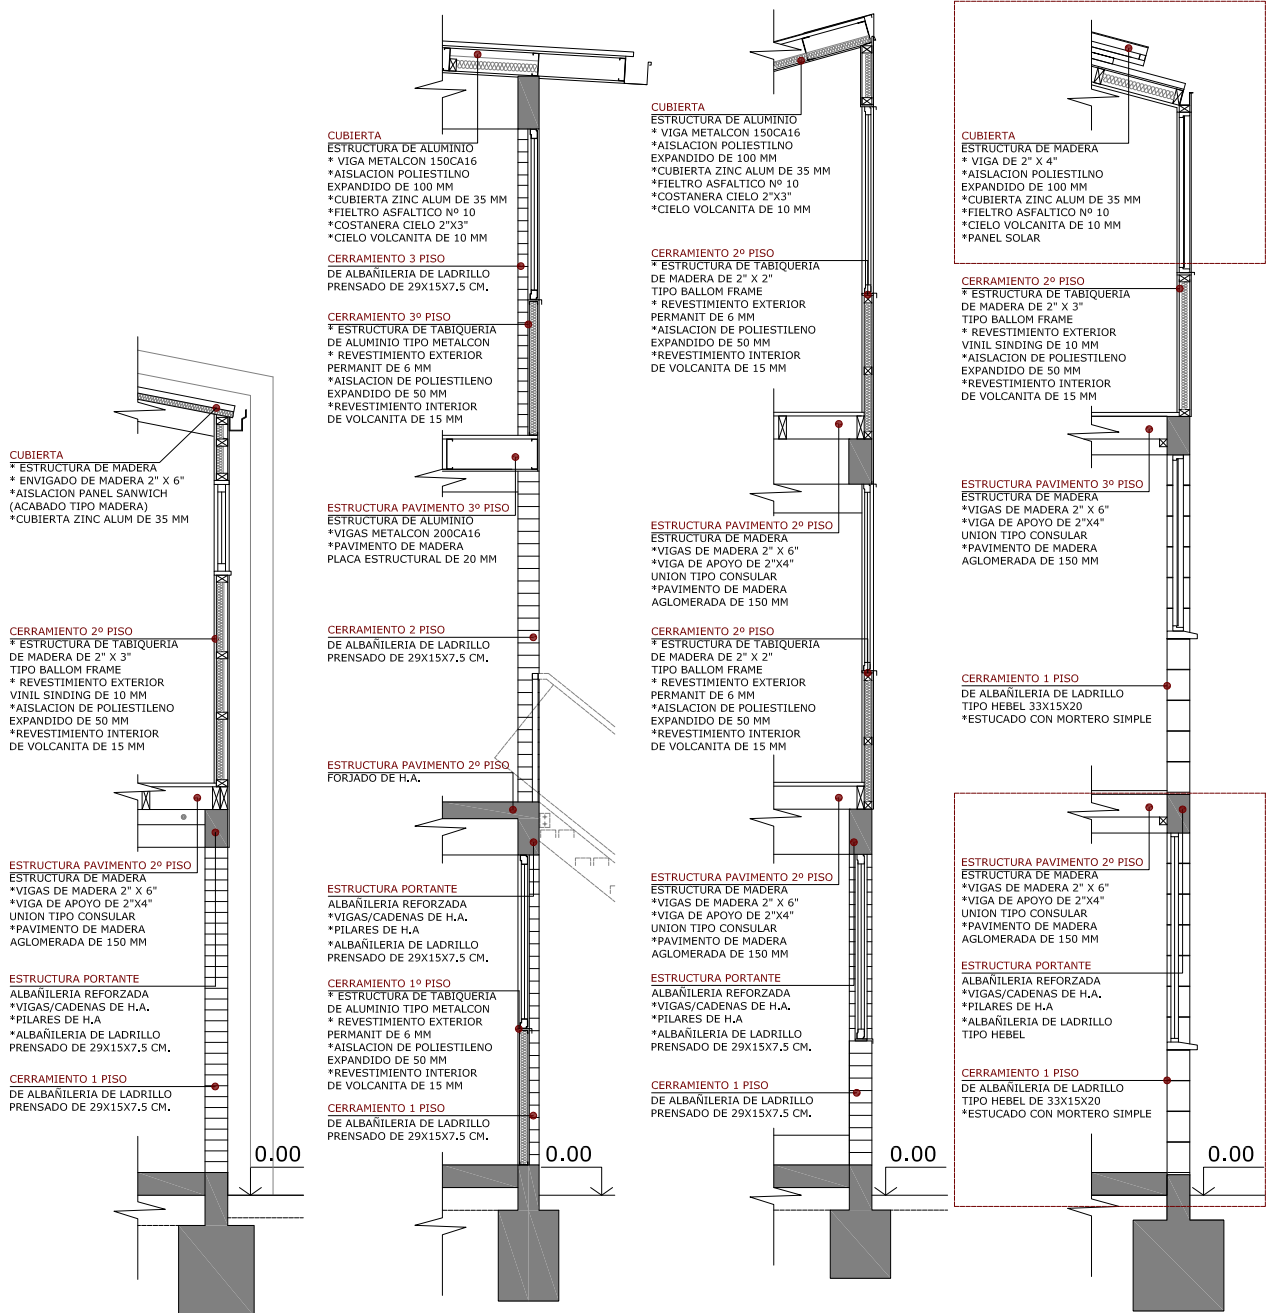 CUBIERTA
* ESTRUCTURA DE MADERA
* ENVIGADO DE MADERA 2" X 6"
*AISLACION PANEL SANWICH
(ACABADO TIPO MADERA)
*CUBIERTA ZINC ALUM DE 35 MM
CERRAMIENTO 2º PISO
* ESTRUCTURA DE TABIQUERIA
DE MADERA DE 2" X 3"
TIPO BALLOM FRAME
* REVESTIMIENTO EXTERIOR
VINIL SINDING DE 10 MM
*AISLACION DE POLIESTILENO
EXPANDIDO DE 50 MM
*REVESTIMIENTO INTERIOR
DE VOLCANITA DE 15 MM
ESTRUCTURA PAVIMENTO 2º PISO
ESTRUCTURA DE MADERA
*VIGAS DE MADERA 2" X 6"
*VIGA DE APOYO DE 2"X4"
UNION TIPO CONSULAR
*PAVIMENTO DE MADERA
AGLOMERADA DE 150 MM
ESTRUCTURA PORTANTE
ALBAÑILERIA REFORZADA
*VIGAS/CADENAS DE H.A.
*PILARES DE H.A
*ALBAÑILERIA DE LADRILLO
PRENSADO DE 29X15X7.5 CM.
CERRAMIENTO 1 PISO
DE ALBAÑILERIA DE LADRILLO
PRENSADO DE 29X15X7.5 CM.
0.00
CUBIERTA
ESTRUCTURA DE ALUMINIO
* VIGA METALCON 150CA16
*AISLACION POLIESTILNO
EXPANDIDO DE 100 MM
*CUBIERTA ZINC ALUM DE 35 MM
*FIELTRO ASFALTICO Nº 10
*COSTANERA CIELO 2"X3"
*CIELO VOLCANITA DE 10 MM
CERRAMIENTO 3 PISO
DE ALBAÑILERIA DE LADRILLO
PRENSADO DE 29X15X7.5 CM.
CERRAMIENTO 3º PISO
* ESTRUCTURA DE TABIQUERIA
DE ALUMINIO TIPO METALCON
* REVESTIMIENTO EXTERIOR
PERMANIT DE 6 MM
*AISLACION DE POLIESTILENO
EXPANDIDO DE 50 MM
*REVESTIMIENTO INTERIOR
DE VOLCANITA DE 15 MM
ESTRUCTURA PAVIMENTO 3º PISO
ESTRUCTURA DE ALUMINIO
*VIGAS METALCON 200CA16
*PAVIMENTO DE MADERA
PLACA ESTRUCTURAL DE 20 MM
CERRAMIENTO 2 PISO
DE ALBAÑILERIA DE LADRILLO
PRENSADO DE 29X15X7.5 CM.
ESTRUCTURA PAVIMENTO 2º PISO
FORJADO DE H.A.
ESTRUCTURA PORTANTE
ALBAÑILERIA REFORZADA
*VIGAS/CADENAS DE H.A.
*PILARES DE H.A
*ALBAÑILERIA DE LADRILLO
PRENSADO DE 29X15X7.5 CM.
CERRAMIENTO 1º PISO
* ESTRUCTURA DE TABIQUERIA
DE ALUMINIO TIPO METALCON
* REVESTIMIENTO EXTERIOR
PERMANIT DE 6 MM
*AISLACION DE POLIESTILENO
EXPANDIDO DE 50 MM
*REVESTIMIENTO INTERIOR
DE VOLCANITA DE 15 MM
CERRAMIENTO 1 PISO
DE ALBAÑILERIA DE LADRILLO
PRENSADO DE 29X15X7.5 CM.
0.00
CUBIERTA
ESTRUCTURA DE ALUMINIO
* VIGA METALCON 150CA16
*AISLACION POLIESTILNO
EXPANDIDO DE 100 MM
*CUBIERTA ZINC ALUM DE 35 MM
*FIELTRO ASFALTICO Nº 10
*COSTANERA CIELO 2"X3"
*CIELO VOLCANITA DE 10 MM
CERRAMIENTO 2º PISO
* ESTRUCTURA DE TABIQUERIA
DE MADERA DE 2" X 2"
TIPO BALLOM FRAME
* REVESTIMIENTO EXTERIOR
PERMANIT DE 6 MM
*AISLACION DE POLIESTILENO
EXPANDIDO DE 50 MM
*REVESTIMIENTO INTERIOR
DE VOLCANITA DE 15 MM
ESTRUCTURA PAVIMENTO 2º PISO
ESTRUCTURA DE MADERA
*VIGAS DE MADERA 2" X 6"
*VIGA DE APOYO DE 2"X4"
UNION TIPO CONSULAR
*PAVIMENTO DE MADERA
AGLOMERADA DE 150 MM
CERRAMIENTO 2º PISO
* ESTRUCTURA DE TABIQUERIA
DE MADERA DE 2" X 2"
TIPO BALLOM FRAME
* REVESTIMIENTO EXTERIOR
PERMANIT DE 6 MM
*AISLACION DE POLIESTILENO
EXPANDIDO DE 50 MM
*REVESTIMIENTO INTERIOR
DE VOLCANITA DE 15 MM
ESTRUCTURA PAVIMENTO 2º PISO
ESTRUCTURA DE MADERA
*VIGAS DE MADERA 2" X 6"
*VIGA DE APOYO DE 2"X4"
UNION TIPO CONSULAR
*PAVIMENTO DE MADERA
AGLOMERADA DE 150 MM
ESTRUCTURA PORTANTE
ALBAÑILERIA REFORZADA
*VIGAS/CADENAS DE H.A.
*PILARES DE H.A
*ALBAÑILERIA DE LADRILLO
PRENSADO DE 29X15X7.5 CM.
CERRAMIENTO 1 PISO
DE ALBAÑILERIA DE LADRILLO
PRENSADO DE 29X15X7.5 CM.
0.00
CUBIERTA
ESTRUCTURA DE MADERA
* VIGA DE 2" X 4"
*AISLACION POLIESTILNO
EXPANDIDO DE 100 MM
*CUBIERTA ZINC ALUM DE 35 MM
*FIELTRO ASFALTICO Nº 10
*CIELO VOLCANITA DE 10 MM
*PANEL SOLAR
CERRAMIENTO 2º PISO
* ESTRUCTURA DE TABIQUERIA
DE MADERA DE 2" X 3"
TIPO BALLOM FRAME
* REVESTIMIENTO EXTERIOR
VINIL SINDING DE 10 MM
*AISLACION DE POLIESTILENO
EXPANDIDO DE 50 MM
*REVESTIMIENTO INTERIOR
DE VOLCANITA DE 15 MM
ESTRUCTURA PAVIMENTO 3º PISO
ESTRUCTURA DE MADERA
*VIGAS DE MADERA 2" X 6"
*VIGA DE APOYO DE 2"X4"
UNION TIPO CONSULAR
*PAVIMENTO DE MADERA
AGLOMERADA DE 150 MM
CERRAMIENTO 1 PISO
DE ALBAÑILERIA DE LADRILLO
TIPO HEBEL 33X15X20
*ESTUCADO CON MORTERO SIMPLE
ESTRUCTURA PAVIMENTO 2º PISO
ESTRUCTURA DE MADERA
*VIGAS DE MADERA 2" X 6"
*VIGA DE APOYO DE 2"X4"
UNION TIPO CONSULAR
*PAVIMENTO DE MADERA
AGLOMERADA DE 150 MM
ESTRUCTURA PORTANTE
ALBAÑILERIA REFORZADA
*VIGAS/CADENAS DE H.A.
*PILARES DE H.A
*ALBAÑILERIA DE LADRILLO
TIPO HEBEL
CERRAMIENTO 1 PISO
DE ALBAÑILERIA DE LADRILLO
TIPO HEBEL DE 33X15X20
*ESTUCADO CON MORTERO SIMPLE
0.00